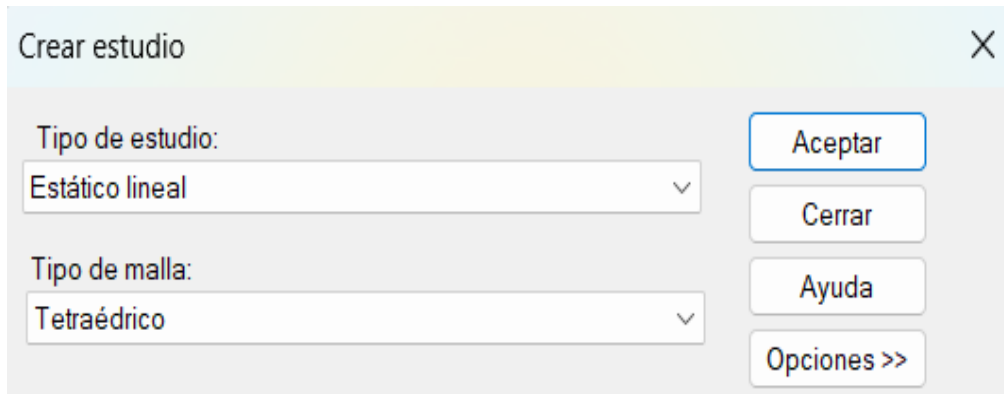 Crear estudio
Tipo de estudio:
Estático lineal
Tipo de malla:
Tetraédrico
Aceptar
Cerrar
Ayuda
Opciones >>